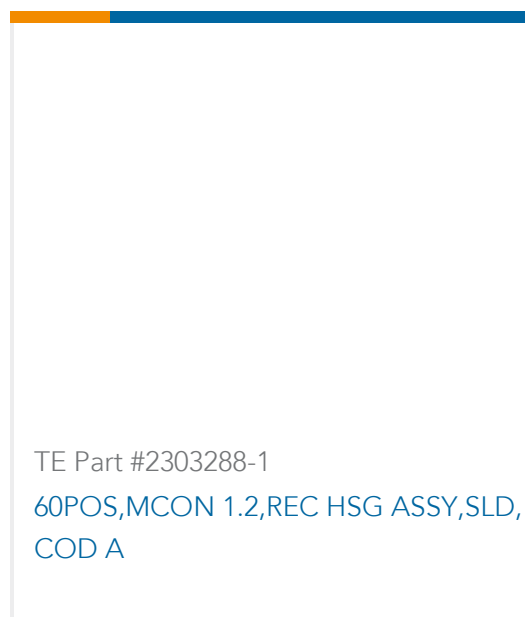 TE Part #2303288-1
60POS,MCON 1.2,REC HSG ASSY,SLD,
COD A